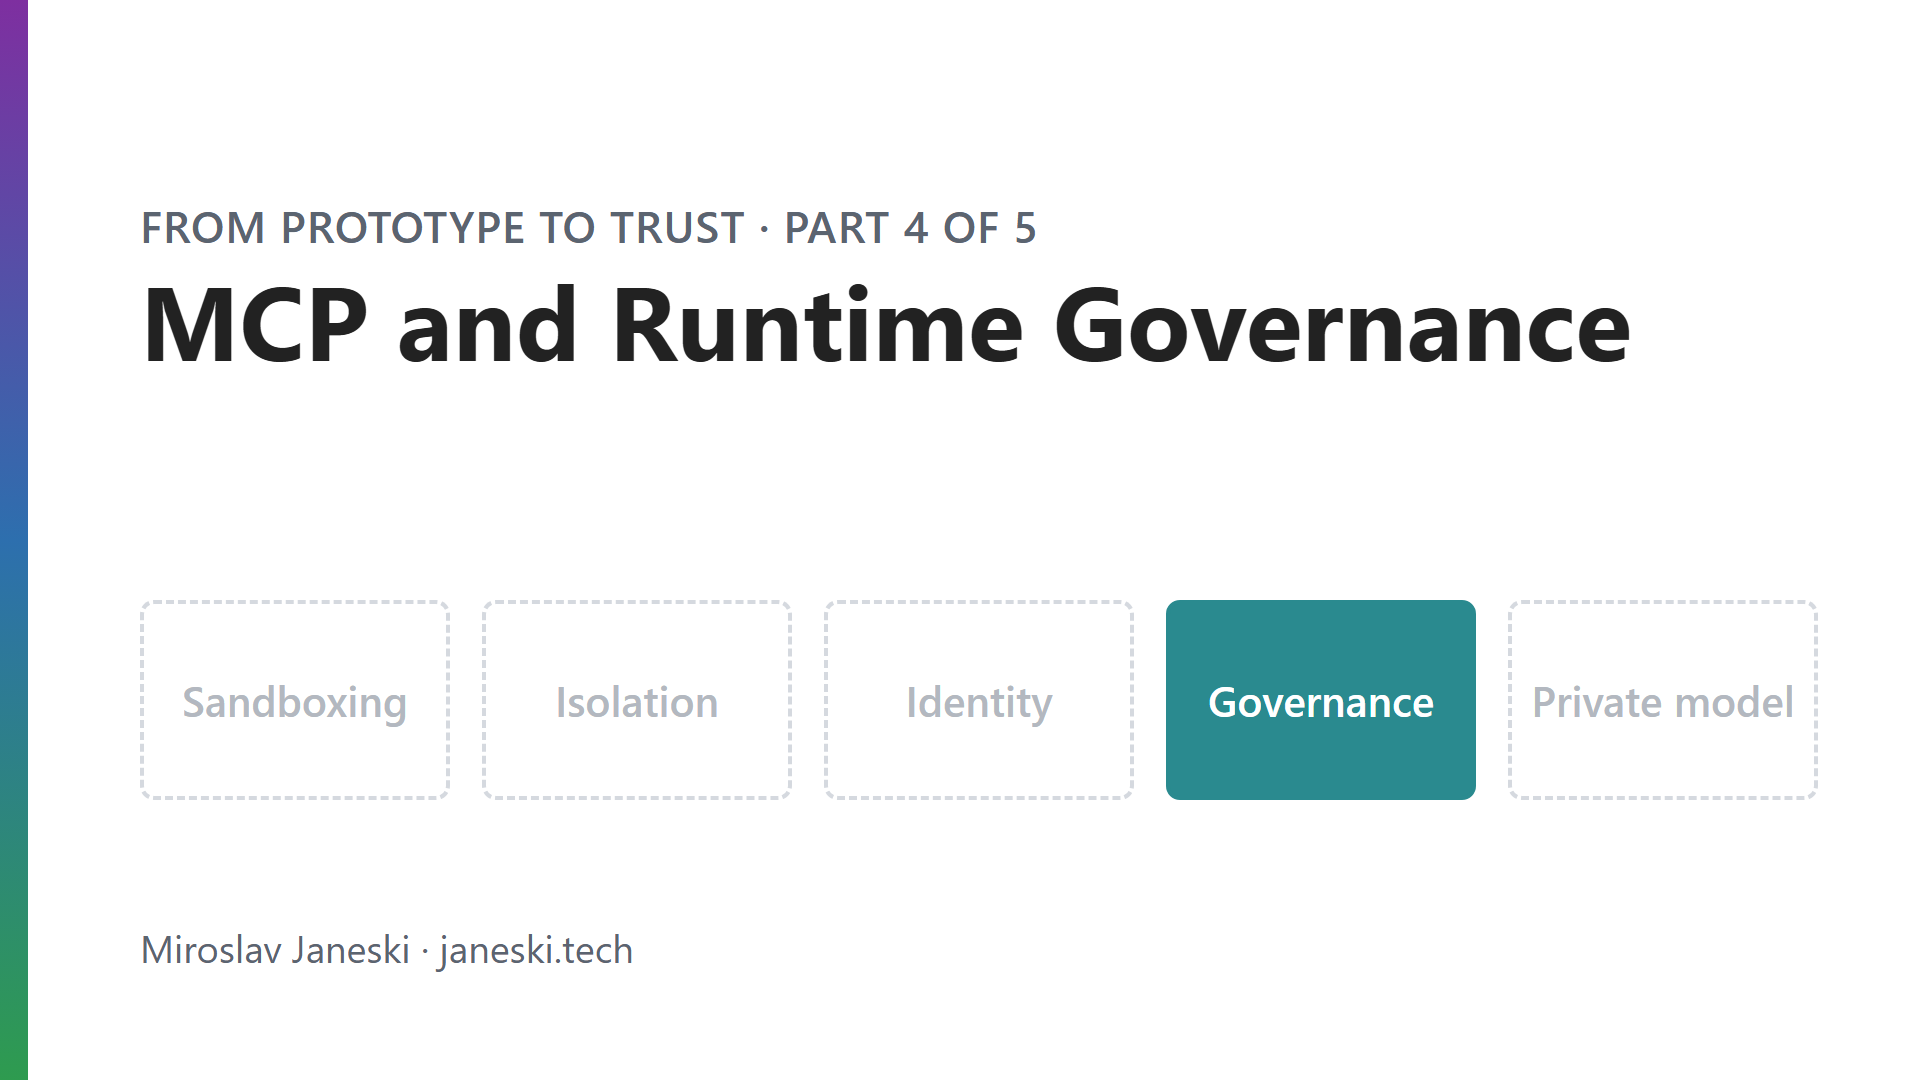 FROM PROTOTYPE TO TRUST · PART 4 OF 5
MCP and Runtime Governance
Sandboxing
Isolation
Identity
Governance
Private model
Miroslav Janeski · janeski.tech